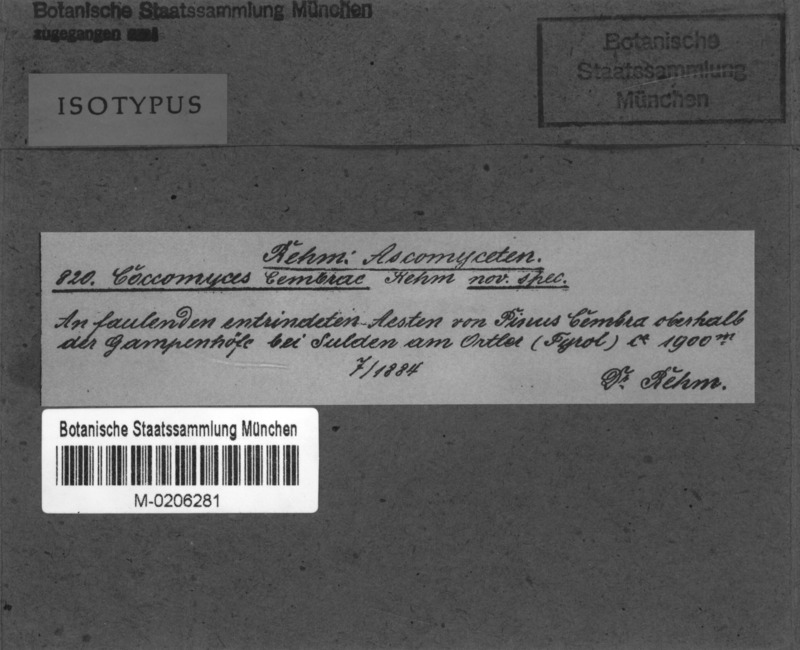 Botanische Staatssammlung München
zugegangen
Botanische
Staatssammlung
München
ISOTYPUS
Rehm: Ascomyceten.
820. Coccomyces Cembrae Rehm nov. spec.
An faulenden entrindeten Aesten von Pinus Cembra oberhalb
der Gampenhöfe bei Sulden am Ortler (Tyrol) ca 1900 m
7/1884
Dr. Rehm.
Botanische Staatssammlung München
M-0206281